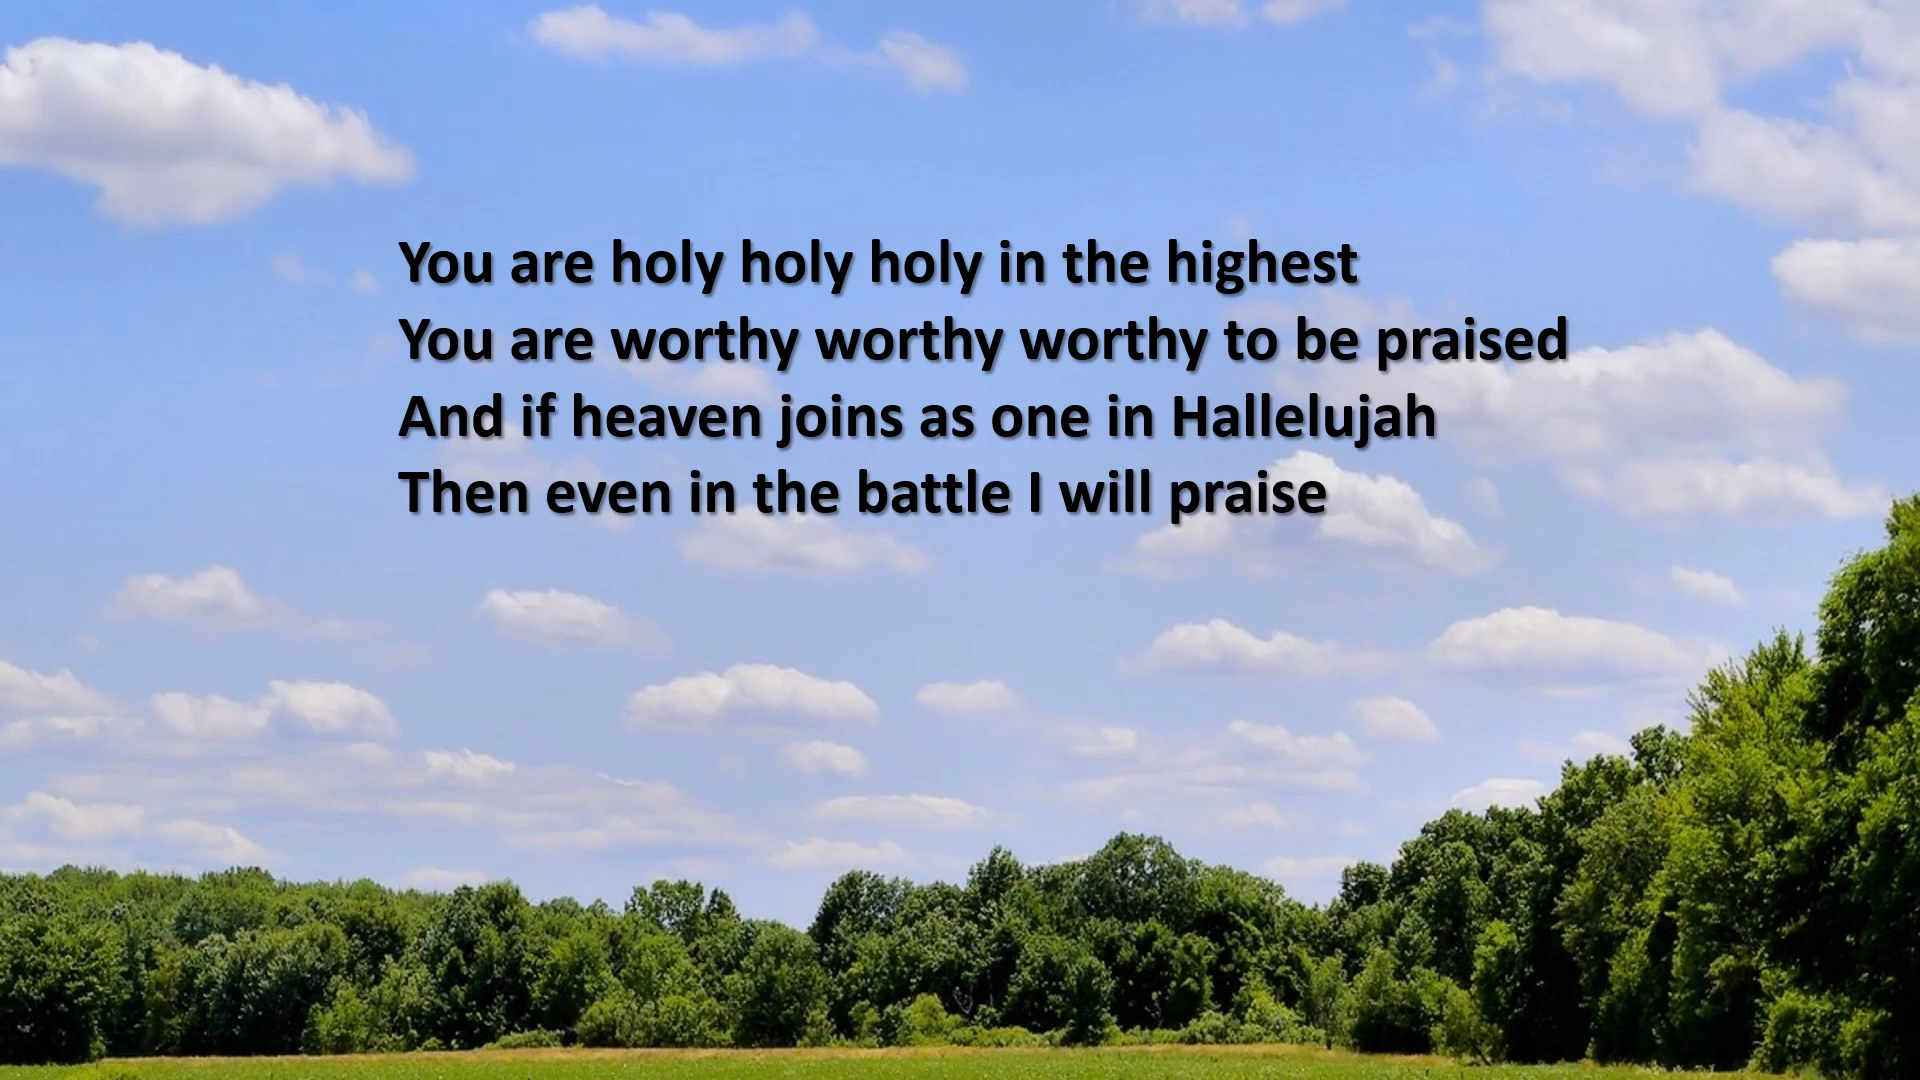 You are holy holy holy in the highest
You are worthy worthy worthy to be praised
And if heaven joins as one in Hallelujah
Then even in the battle I will praise